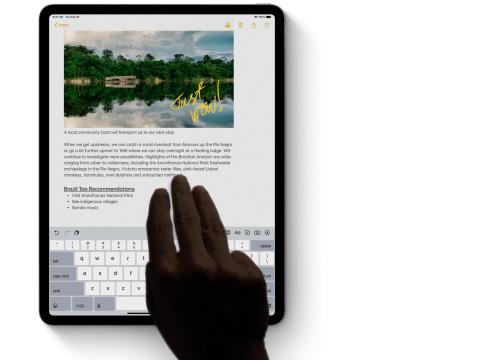 Notes
Just
Now!
A local community boat will transport us to our next stop
When we get upstream, we can catch a small riverboat from Manaus up the Rio
Negro or go a bit further upriver to Tefé where we can stay overnight at a floating lodge. Will
continue to investigate more possibilities. Highlights of the Brazilian Amazon are wide-
ranging from urban to wilderness, including the Anavilhanas National Park freshwater
archipelago in the Rio Negro, Victoria amazonica water lilies, pink-faced Uakari
monkeys, tarantulas, river dolphins and untouched
Brazil Top Recommendations
• Visit Anavilhanas National Park
• See indigenous villages
• Samba music
Aa
delete
tab q w e
caps lock a s d f
shift z x c
.?123